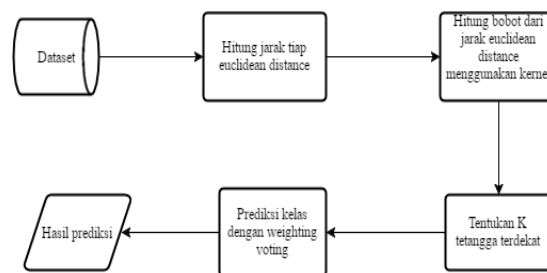 Dataset
Hitung jarak tiap
euclidean distance
Hitung bobot dari
jarak euclidean
distance
menggunakan kerne
Tentukan K
tetangga terdekat
Prediksi kelas
dengan weighting
voting
Hasil prediksi